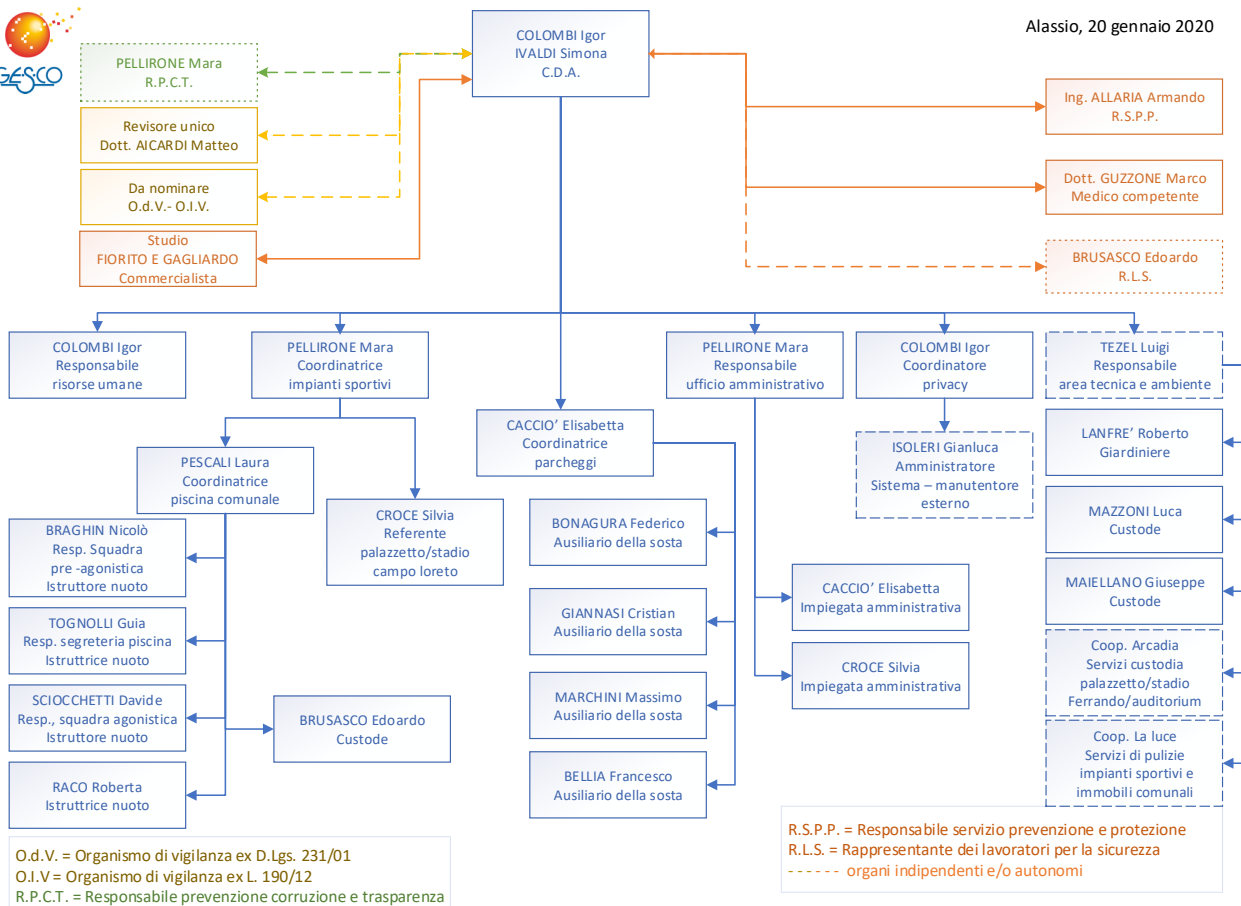 GESCO
Alassio, 20 gennaio 2020
COLOMBI Igor
IVALDI Simona
C.D.A.
PELLIRONE Mara
R.P.C.T.
Revisore unico
Dott. AICARDI Matteo
Da nominare
O.d.V.- O.I.V.
Studio
FIORITO E GAGLIARDO
Commercialista
Ing. ALLARIA Armando
R.S.P.P.
Dott. GUZZONE Marco
Medico competente
BRUSASCO Edoardo
R.L.S.
COLOMBI Igor
Responsabile
risorse umane
PELLIRONE Mara
Coordinatrice
impianti sportivi
PELLIRONE Mara
Responsabile
ufficio amministrativo
COLOMBI Igor
Coordinatore
privacy
TEZEL Luigi
Responsabile
area tecnica e ambiente
CACCIO’ Elisabetta
Coordinatrice
parcheggi
PESCALI Laura
Coordinatrice
piscina comunale
CROCE Silvia
Referente
palazzetto/stadio
campo loreto
ISOLERI Gianluca
Amministratore
Sistema – manutentore
esterno
LANFRE’ Roberto
Giardiniere
BRAGHIN Nicolò
Resp. Squadra
pre -agonistica
Istruttore nuoto
BONAGURA Federico
Ausiliario della sosta
MAZZONI Luca
Custode
TOGNOLLI Guia
Resp. segreteria piscina
Istruttrice nuoto
GIANNASI Cristian
Ausiliario della sosta
CACCIO’ Elisabetta
Impiegata amministrativa
MAIELLANO Giuseppe
Custode
SCIOCCHETTI Davide
Resp., squadra agonistica
Istruttore nuoto
BRUSASCO Edoardo
Custode
MARCHINI Massimo
Ausiliario della sosta
CROCE Silvia
Impiegata amministrativa
Coop. Arcadia
Servizi custodia
palazzetto/stadio
Ferrando/auditorium
RACO Roberta
Istruttrice nuoto
BELLIA Francesco
Ausiliario della sosta
Coop. La luce
Servizi di pulizie
impianti sportivi e
immobili comunali
O.d.V. = Organismo di vigilanza ex D.Lgs. 231/01
O.I.V = Organismo di vigilanza ex L. 190/12
R.P.C.T. = Responsabile prevenzione corruzione e trasparenza
R.S.P.P. = Responsabile servizio prevenzione e protezione
R.L.S. = Rappresentante dei lavoratori per la sicurezza
- - - - - - organi indipendenti e/o autonomi